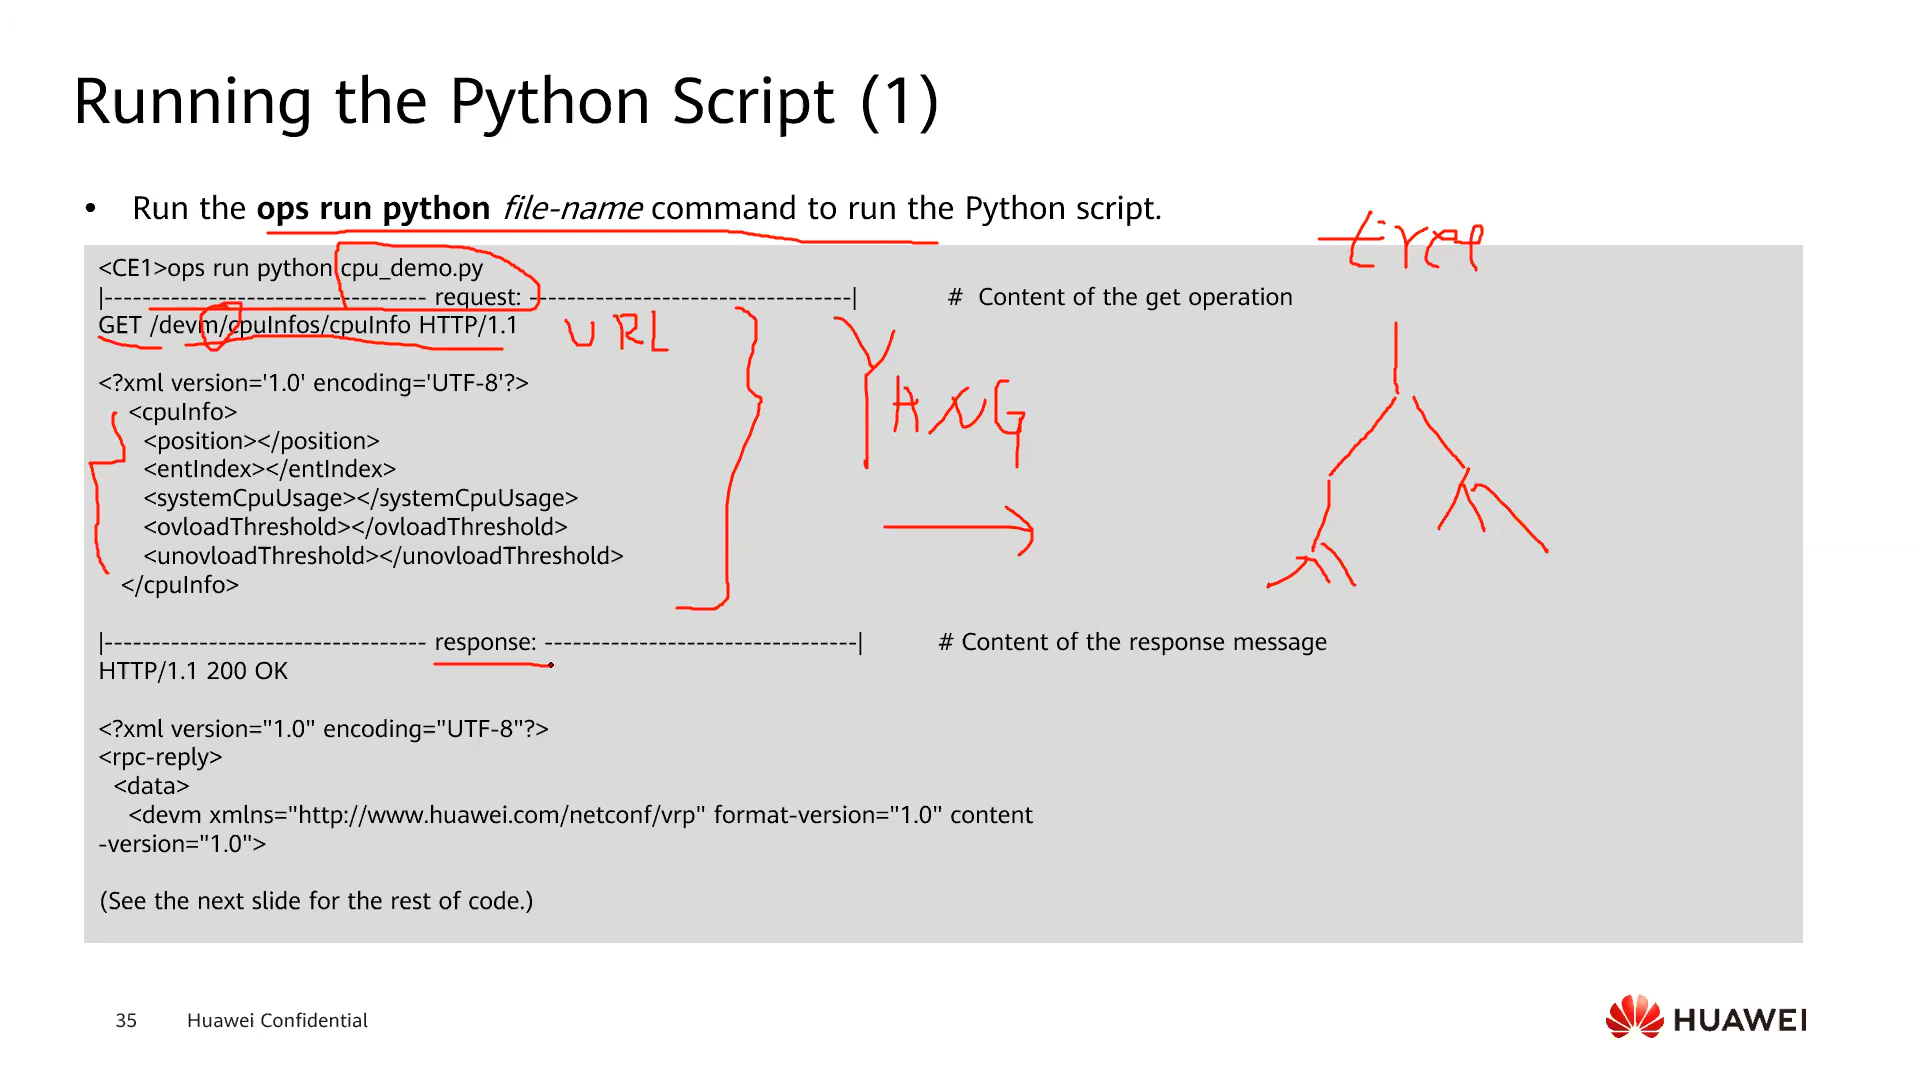 Running the Python Script (1)
• Run the ops run python file-name command to run the Python script.
<CE1>ops run python cpu_demo.py
|---------------------------------- request: ----------------------------------| # Content of the get operation
GET /devm/cpuInfos/cpuInfo HTTP/1.1
URL
YANG
<?xml version='1.0' encoding='UTF-8'?>
<cpuInfo>
<position></position>
<entIndex></entIndex>
<systemCpuUsage></systemCpuUsage>
<ovloadThreshold></ovloadThreshold>
<unovloadThreshold></unovloadThreshold>
</cpuInfo>
|---------------------------------- response: ---------------------------------| # Content of the response message
HTTP/1.1 200 OK
<?xml version="1.0" encoding="UTF-8"?>
<rpc-reply>
<data>
<devm xmlns="http://www.huawei.com/netconf/vrp" format-version="1.0" content
-version="1.0">
(See the next slide for the rest of code.)
35 Huawei Confidential
HUAWEI